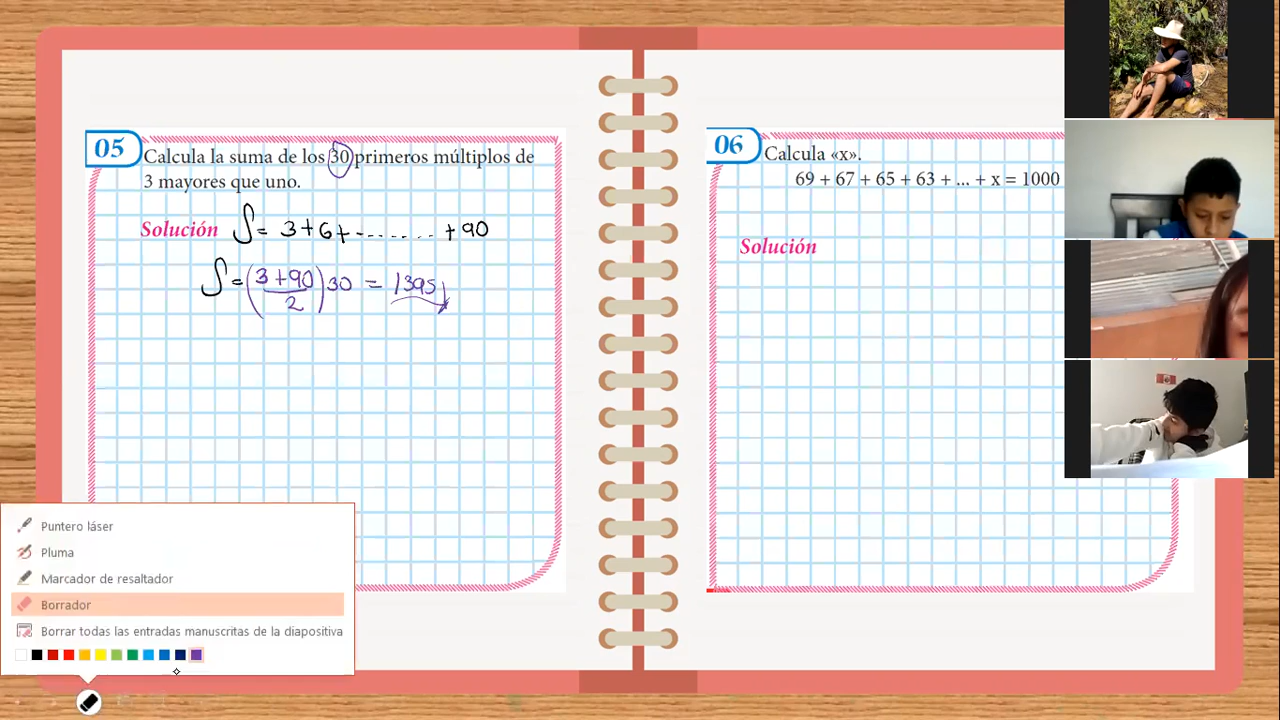 05
Calcula la suma de los 30 primeros múltiplos de
3 mayores que uno.
Solución S = 3+6+........+90
S = (3+90/2)30 = 1395
06
Calcula «x».
69 + 67 + 65 + 63 + ... + x = 1000
Solución
Puntero láser
Pluma
Marcador de resaltador
Borrador
Borrar todas las entradas manuscritas de la diapositiva